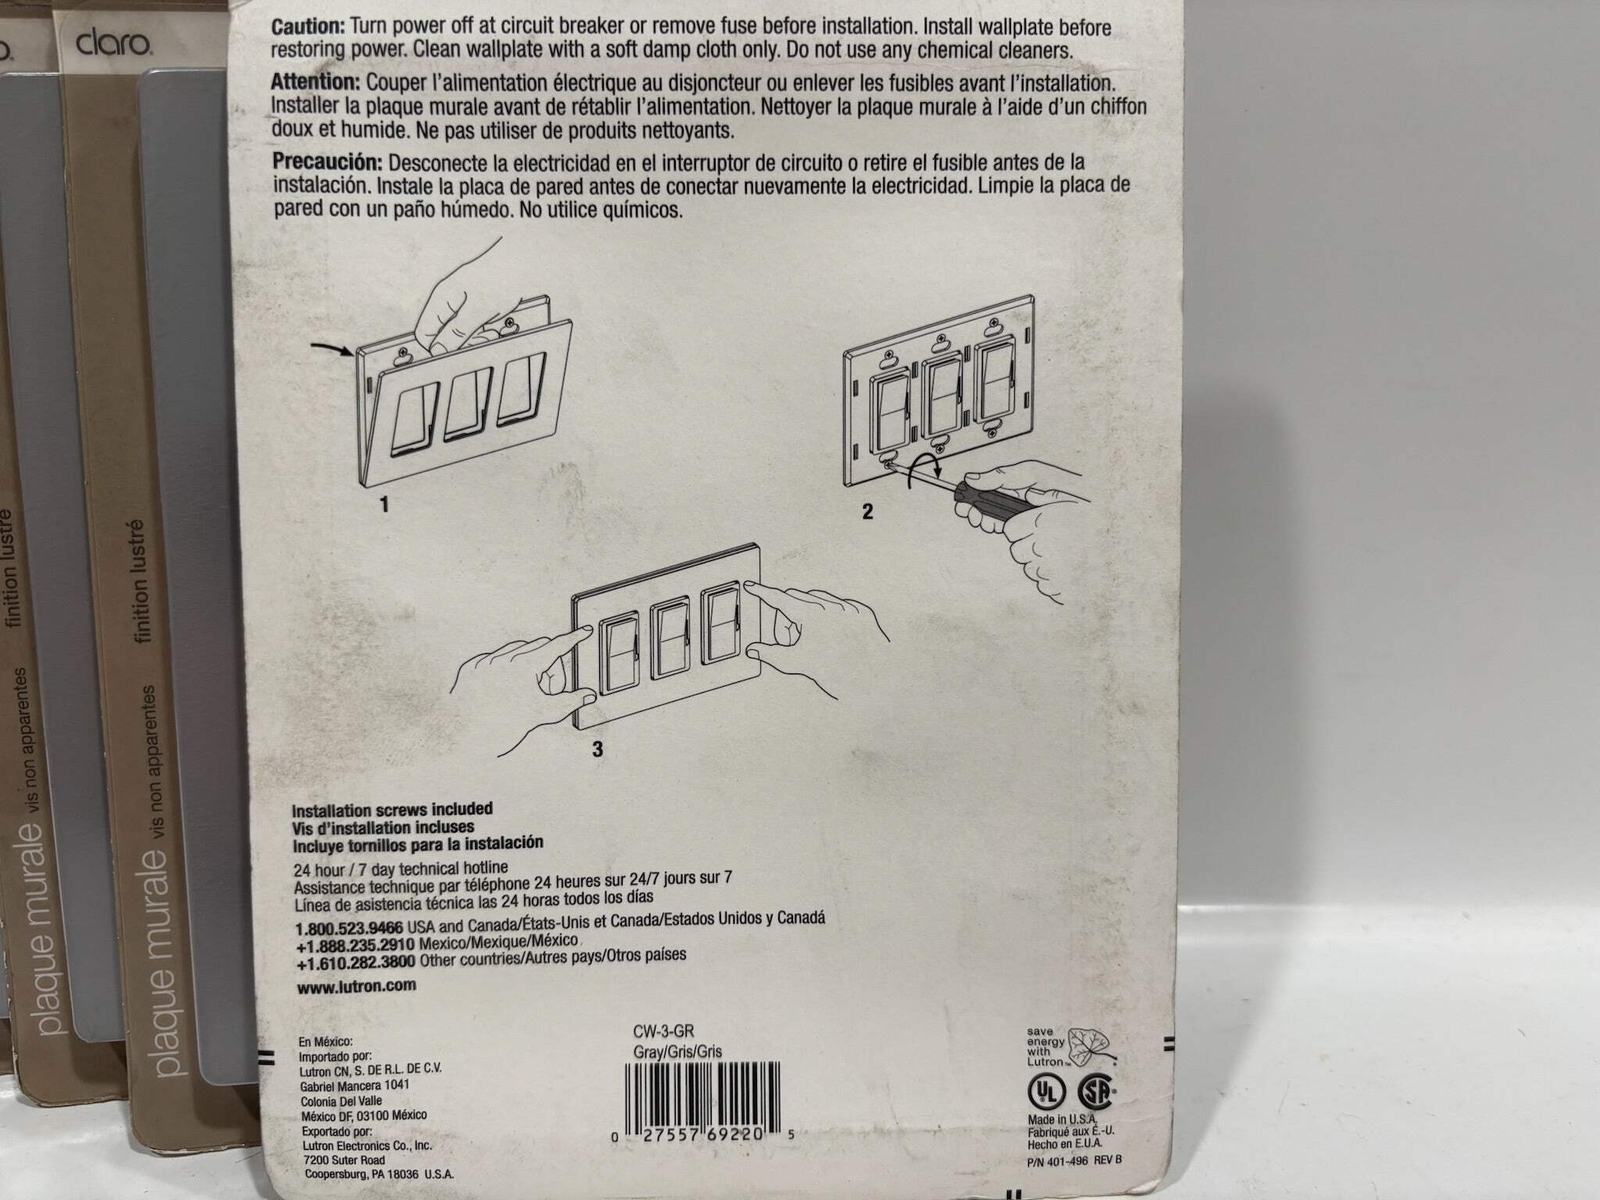 claro
finition lustré
vis non apparentes
plaque murale
finition lustré
vis non apparentes
plaque murale
Caution: Turn power off at circuit breaker or remove fuse before installation. Install wallplate before
restoring power. Clean wallplate with a soft damp cloth only. Do not use any chemical cleaners.
Attention: Couper l'alimentation électrique au disjoncteur ou enlever les fusibles avant l'installation.
Installer la plaque murale avant de rétablir l'alimentation. Nettoyer la plaque murale à l'aide d'un chiffon
doux et humide. Ne pas utiliser de produits nettoyants.
Precaución: Desconecte la electricidad en el interruptor de circuito o retire el fusible antes de la
instalación. Instale la placa de pared antes de conectar nuevamente la electricidad. Limpie la placa de
pared con un paño húmedo. No utilice químicos.
1
2
3
Installation screws included
Vis d'installation incluses
Incluye tornillos para la instalación
24 hour / 7 day technical hotline
Assistance technique par téléphone 24 heures sur 24/7 jours sur 7
Línea de asistencia técnica las 24 horas todos los días
1.800.523.9466 USA and Canada/États-Unis et Canada/Estados Unidos y Canadá
+1.888.235.2910 Mexico/Mexique/México
+1.610.282.3800 Other countries/Autres pays/Otros países
www.lutron.com
En México:
Importado por:
Lutron CN, S. DE R.L. DE C.V.
Gabriel Mancera 1041
Colonia Del Valle
México DF, 03100 México
Exportado por:
Lutron Electronics Co., Inc.
7200 Suter Road
Coopersburg, PA 18036 U.S.A.
CW-3-GR
Gray/Gris/Gris
0 27557 69220 5
save
energy
with
Lutron™
UL
SA
Made in U.S.A.
Fabriqué aux É.-U.
Hecho en E.U.A.
P/N 401-496 REV B